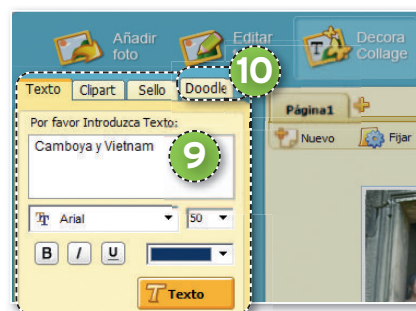 Añadir
foto
Editar
Decora
Collage
10
Texto Clipart Sello Doodle
Página1
Por favor Introduzca Texto:
Nuevo Fijar
Camboya y Vietnam
9
Arial 50
B I U
Texto